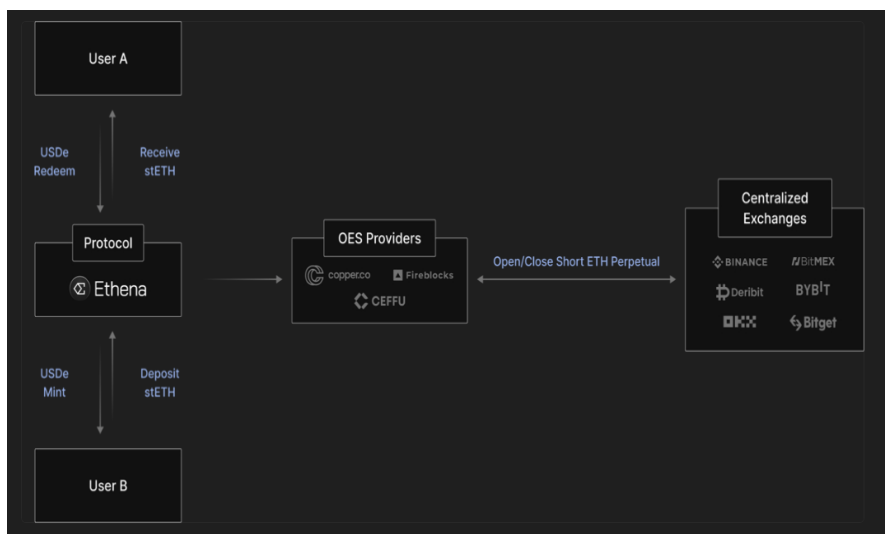 User A
USDe
Redeem
Receive
stETH
Protocol
Ethena
OES Providers
copper.co
Fireblocks
CEFFU
Open/Close Short ETH Perpetual
Centralized
Exchanges
BINANCE
BitMEX
Deribit
BYBIT
OKX
Bitget
USDe
Mint
Deposit
stETH
User B